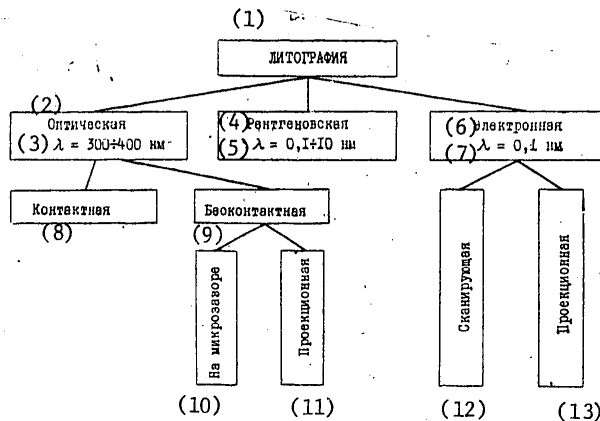 (1)
ЛИТОГРАФИЯ
(2)
Оптическая
(3) λ = 300÷400 нм
(4) Рентгеновская
(5) λ = 0,1÷10 нм
(6) Электронная
(7) λ = 0,1 нм
Контактная
(8)
Бесконтактная
(9)
На микрозазоре
Проекционная
Сканирующая
Проекционная
(10)
(11)
(12)
(13)